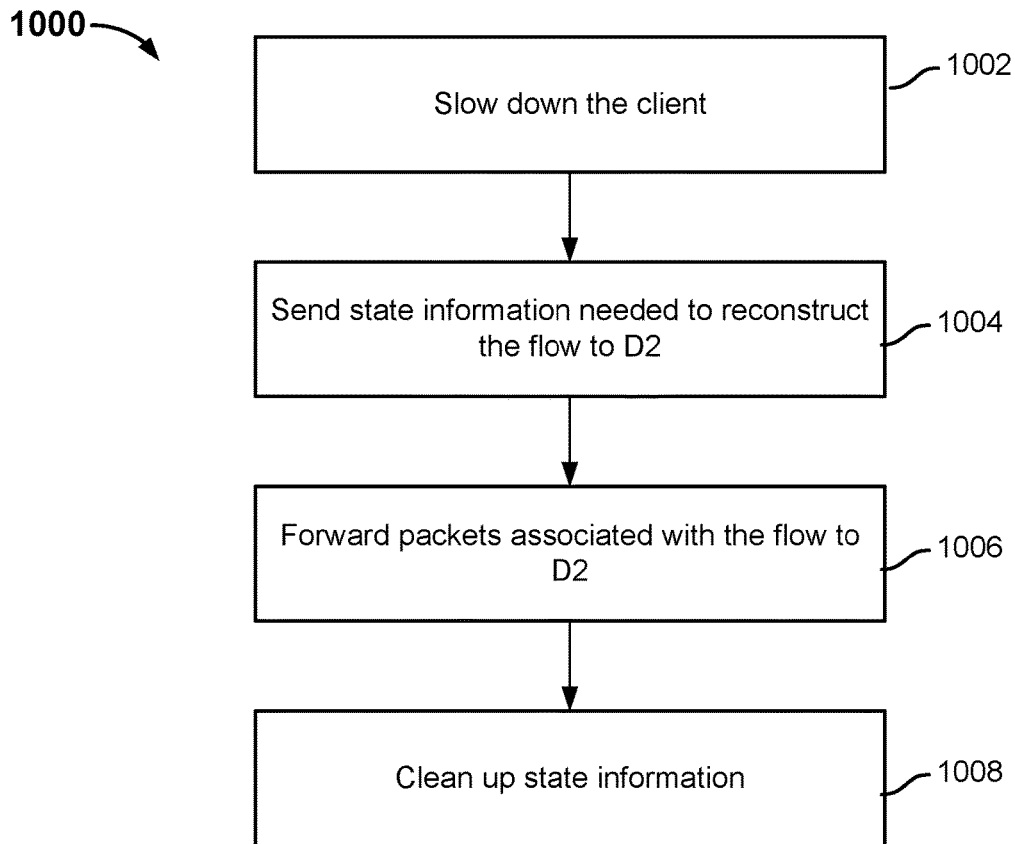 1000
Slow down the client
1002
Send state information needed to reconstruct
the flow to D2
1004
Forward packets associated with the flow to
D2
1006
Clean up state information
1008